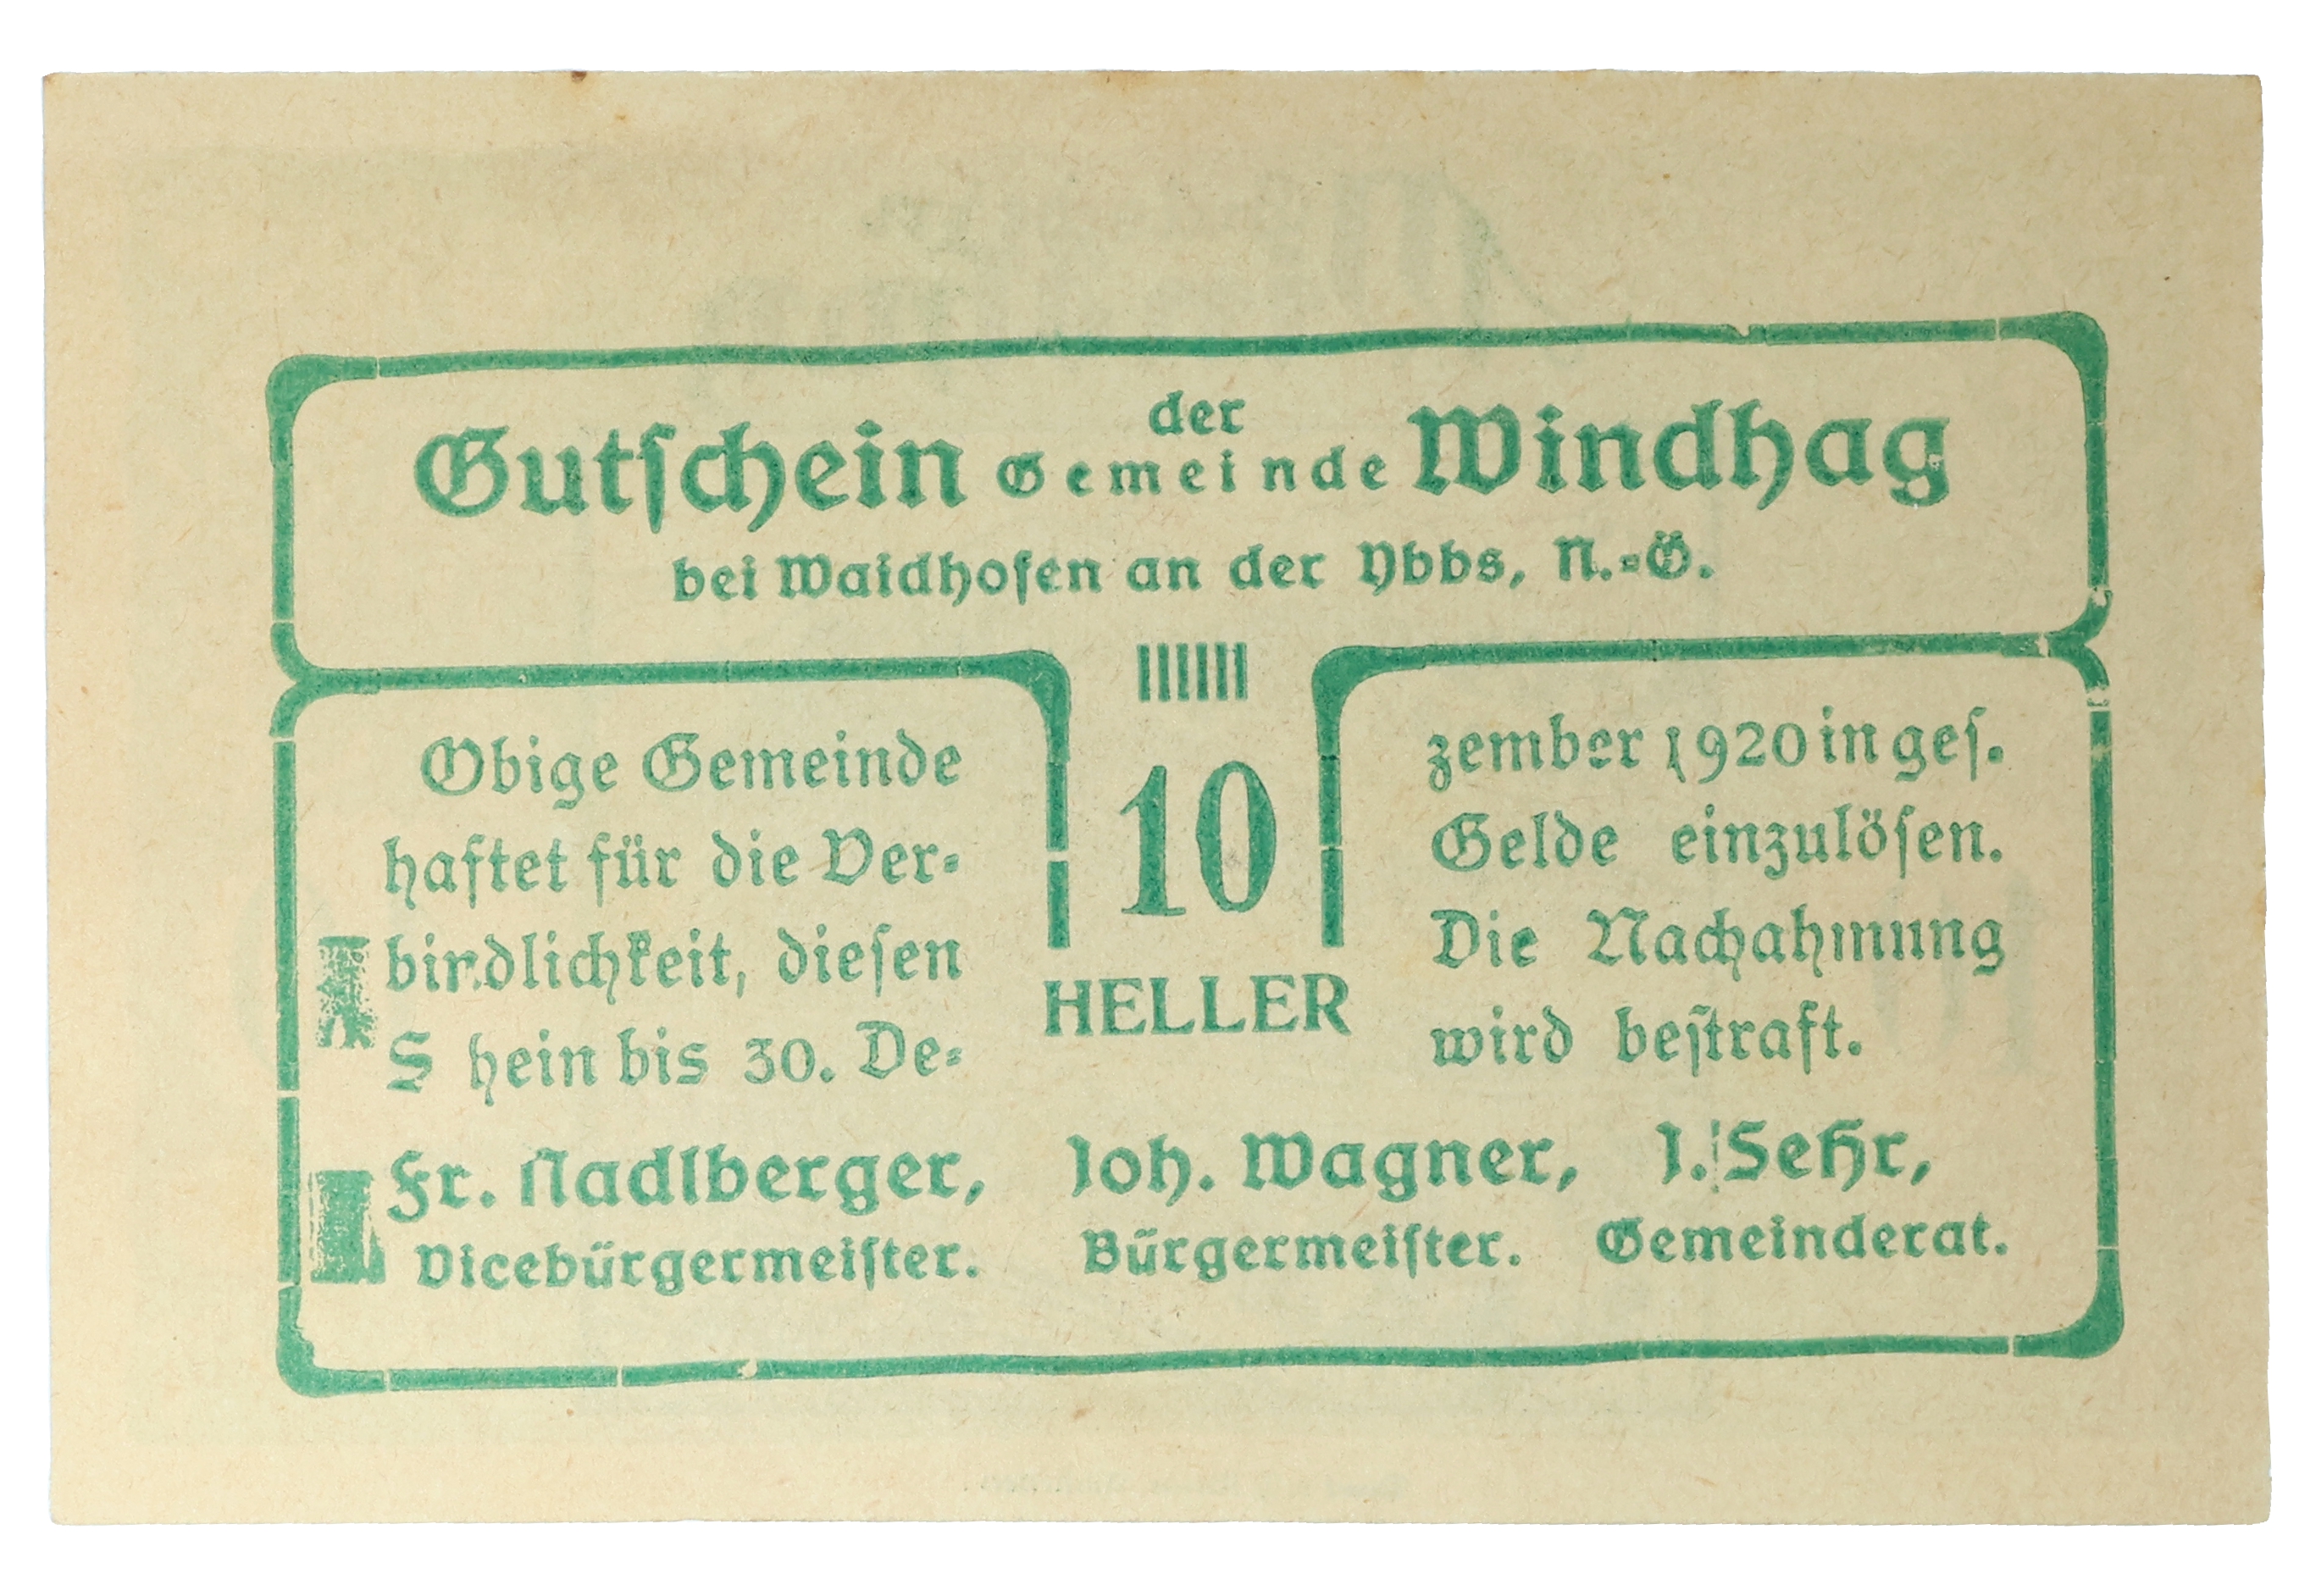 Gutschein der Gemeinde Windhag
bei Waidhofen an der Ybbs, N.-Ö.
Obige Gemeinde
haftet für die Ver-
birdlichkeit, diesen
S hein bis 30. De-
10
HELLER
zember 1920 in ges.
Gelde einzulösen.
Die Nachahmung
wird bestraft.
Fr. Nadlberger,
Vicebürgermeister.
Joh. Wagner,
Bürgermeister.
J. Sehr,
Gemeinderat.